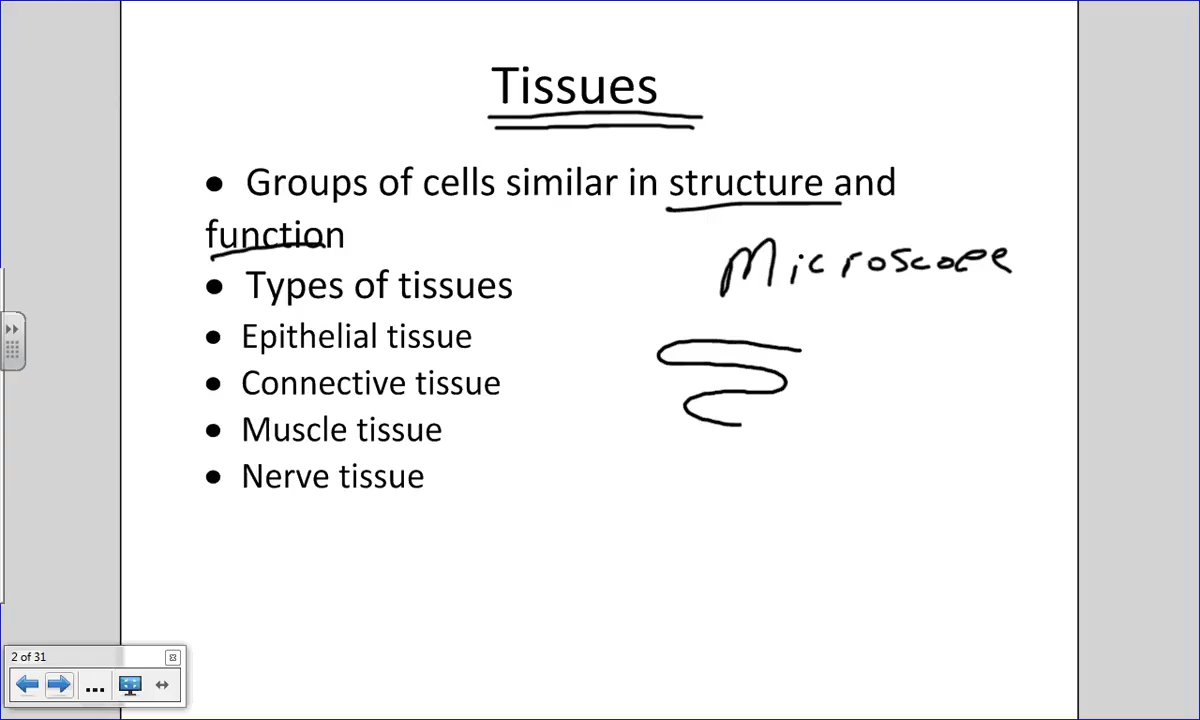 Tissues
• Groups of cells similar in structure and
function
Microscope
• Types of tissues
• Epithelial tissue
• Connective tissue
• Muscle tissue
• Nerve tissue
2 of 31
...